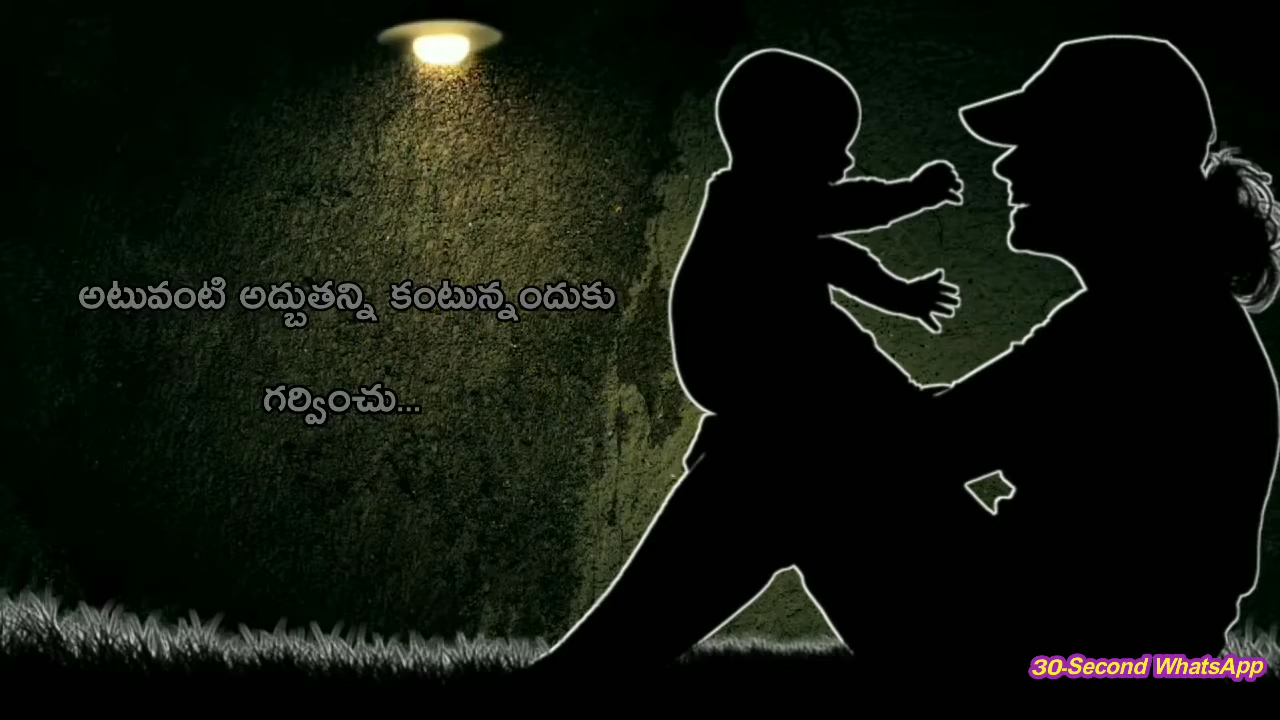 అటువంటి అద్భుతన్ని కంటున్నందుకు
గర్వించు...
30-Second WhatsApp